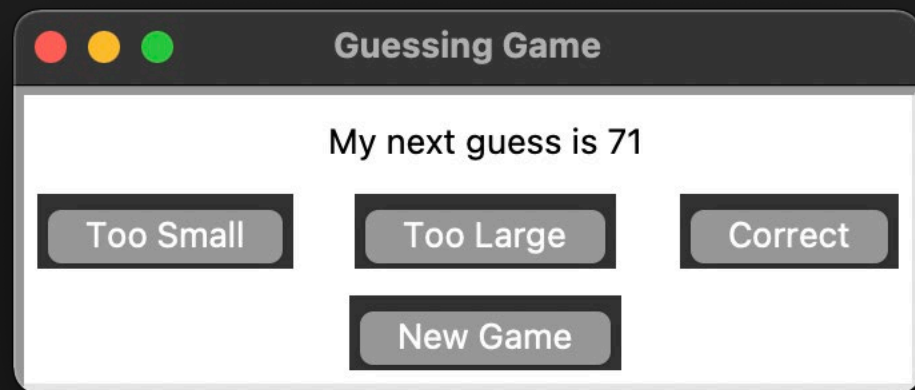 Guessing Game
My next guess is 71
Too Small Too Large Correct
New Game